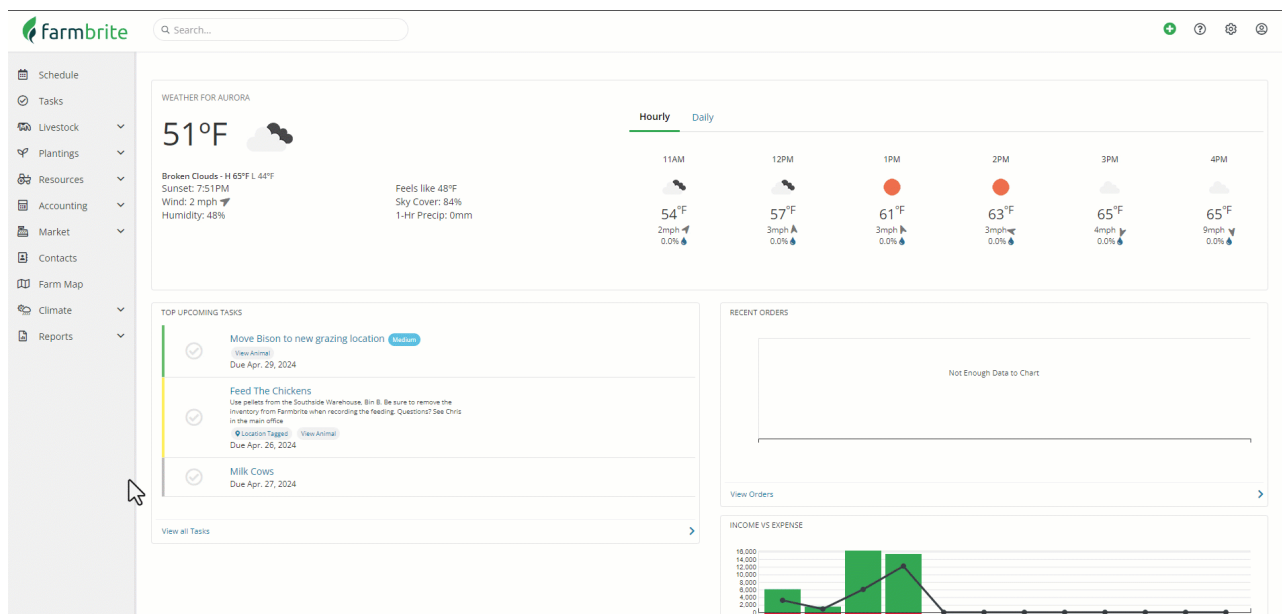 farmbrite
Search...
Schedule
Tasks
Livestock
Plantings
Resources
Accounting
Market
Contacts
Farm Map
Climate
Reports
WEATHER FOR AURORA
51°F
Broken Clouds - H 65°F L 44°F
Sunset: 7:51PM
Wind: 2 mph
Humidity: 48%
Feels like 48°F
Sky Cover: 84%
1-Hr Precip: 0mm
Hourly Daily
11AM 12PM 1PM 2PM 3PM 4PM
54°F 57°F 61°F 63°F 65°F 65°F
2mph 3mph 3mph 3mph 4mph 9mph
0.0% 0.0% 0.0% 0.0% 0.0% 0.0%
TOP UPCOMING TASKS
Move Bison to new grazing location Medium
View Animal
Due Apr. 29, 2024
Feed The Chickens
Use pellets from the Southside Warehouse, Bin B. Be sure to remove the
inventory from Farmbrite when recording the feeding. Questions? See Chris
in the main office
Location Tagged View Animal
Due Apr. 26, 2024
Milk Cows
Due Apr. 27, 2024
View all Tasks
RECENT ORDERS
Not Enough Data to Chart
View Orders
INCOME VS EXPENSE
16,000
14,000
12,000
10,000
8,000
6,000
4,000
2,000
0